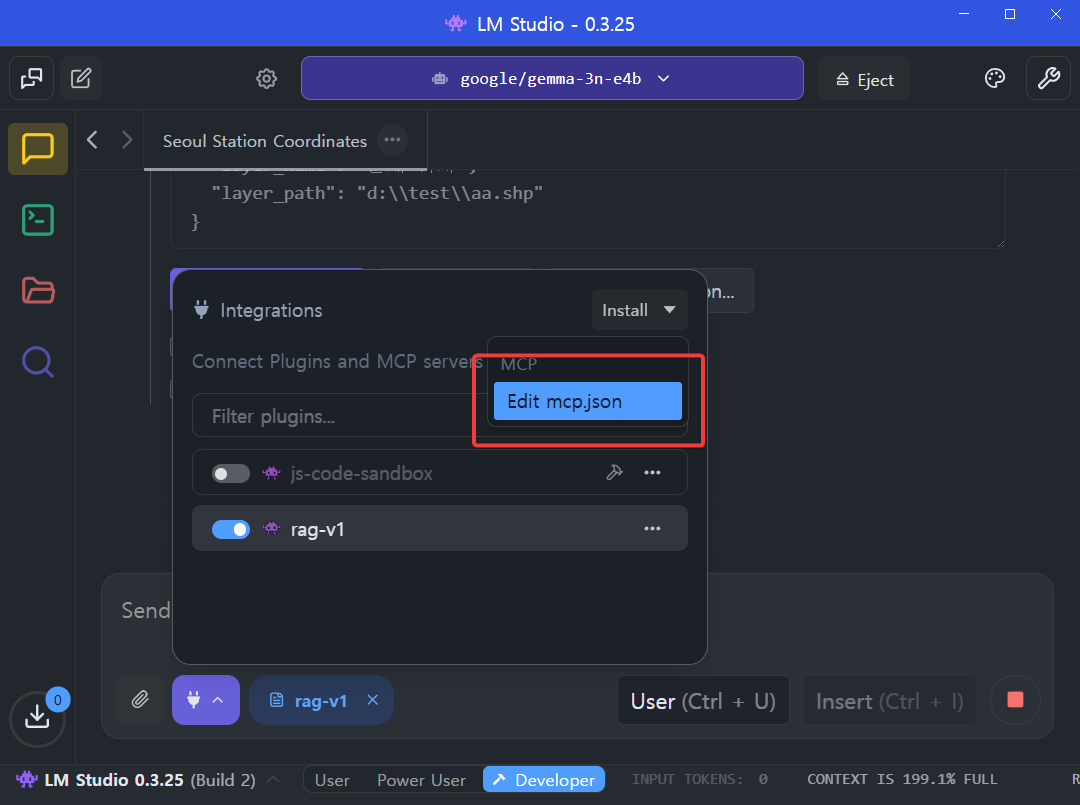 LM Studio - 0.3.25
google/gemma-3n-e4b
Eject
Seoul Station Coordinates
"layer_path": "d:\\test\\aa.shp"
}
on...
Integrations
Install
Connect Plugins and MCP servers
MCP
Edit mcp.json
Filter plugins...
js-code-sandbox
rag-v1
Send
rag-v1
User (Ctrl + U)
Insert (Ctrl + I)
0
LM Studio 0.3.25 (Build 2)
User
Power User
Developer
INPUT TOKENS: 0
CONTEXT IS 199.1% FULL
R